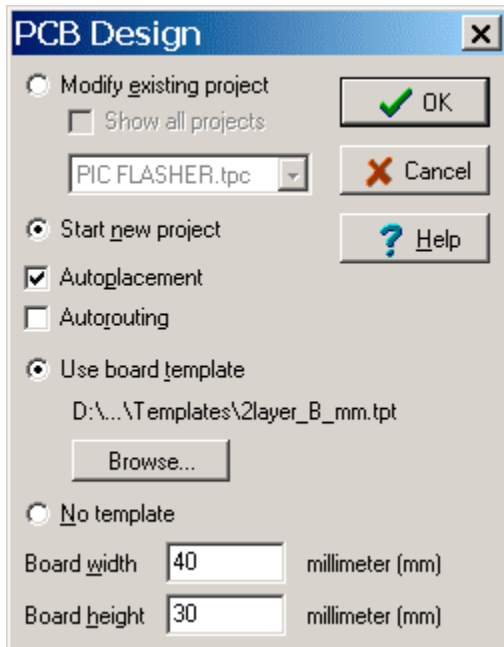 PCB Design
Modify existing project
OK
Show all projects
PIC FLASHER.tpc
Cancel
Start new project
Help
Autoplacement
Autorouting
Use board template
D:\...\Templates\2layer_B_mm.tpt
Browse...
No template
Board width 40 millimeter (mm)
Board height 30 millimeter (mm)